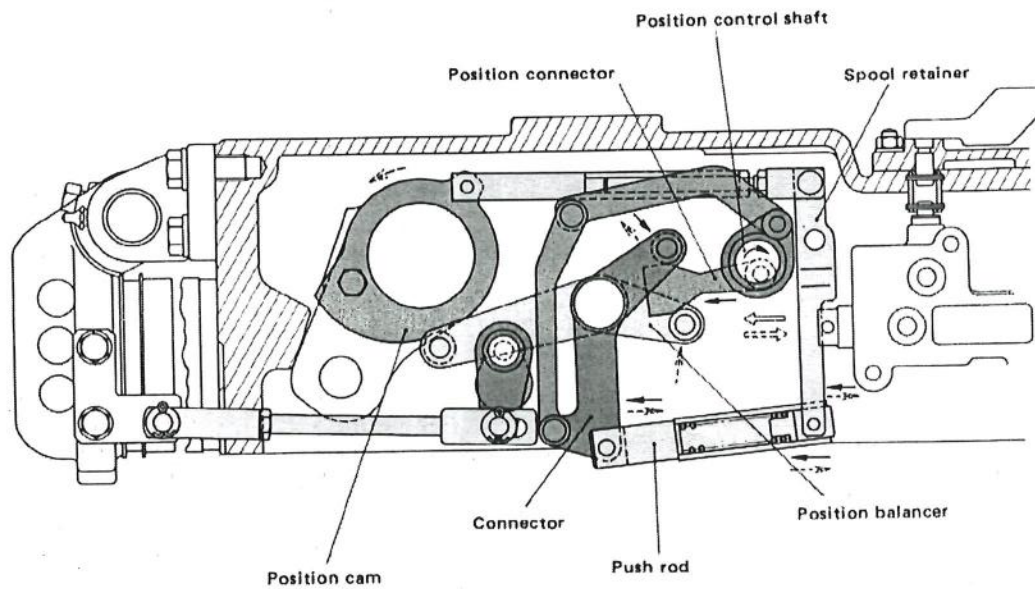 Position control shaft
Position connector
Spool retainer
Connector
Position balancer
Push rod
Position cam